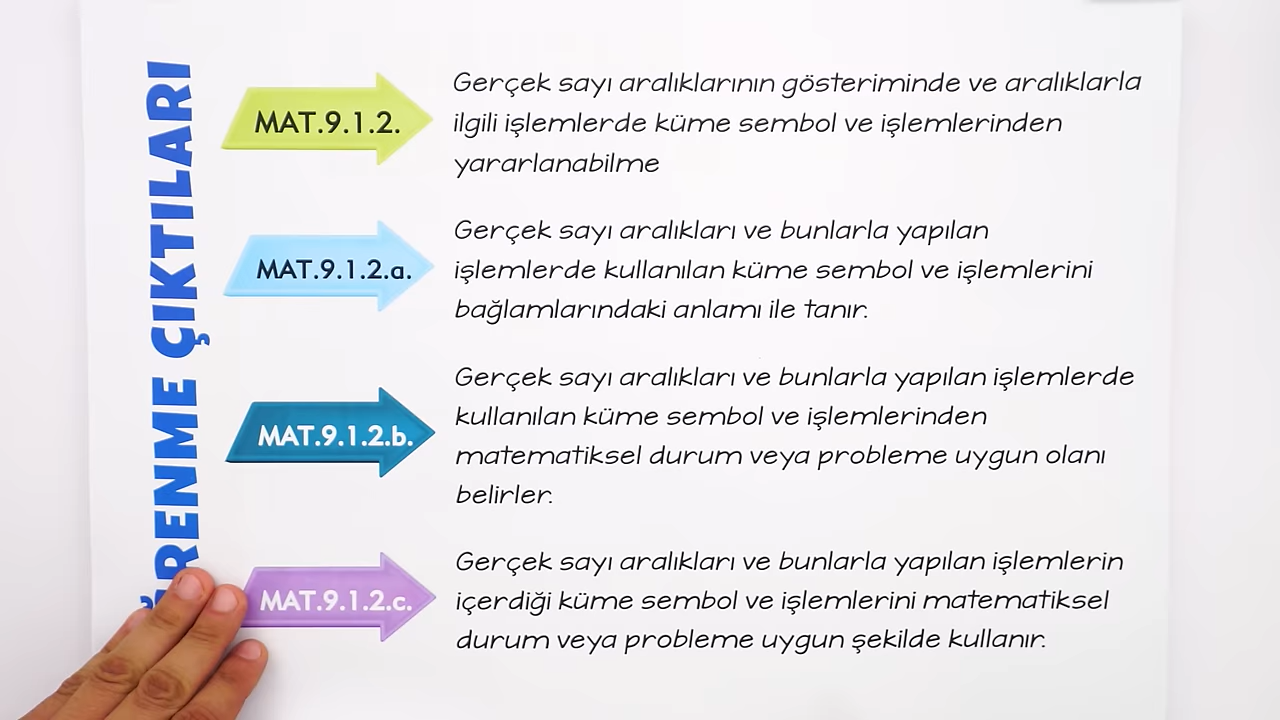 ÇIKTILARI
MAT.9.1.2.
Gerçek sayı aralıklarının gösteriminde ve aralıklarla
ilgili işlemlerde küme sembol ve işlemlerinden
yararlanabilme
MAT.9.1.2.a.
Gerçek sayı aralıkları ve bunlarla yapılan
işlemlerde kullanılan küme sembol ve işlemlerini
bağlamlarındaki anlamı ile tanır.
MAT.9.1.2.b.
Gerçek sayı aralıkları ve bunlarla yapılan işlemlerde
kullanılan küme sembol ve işlemlerinden
matematiksel durum veya probleme uygun olanı
belirler.
MAT.9.1.2.c.
Gerçek sayı aralıkları ve bunlarla yapılan işlemlerin
içerdiği küme sembol ve işlemlerini matematiksel
durum veya probleme uygun şekilde kullanır.